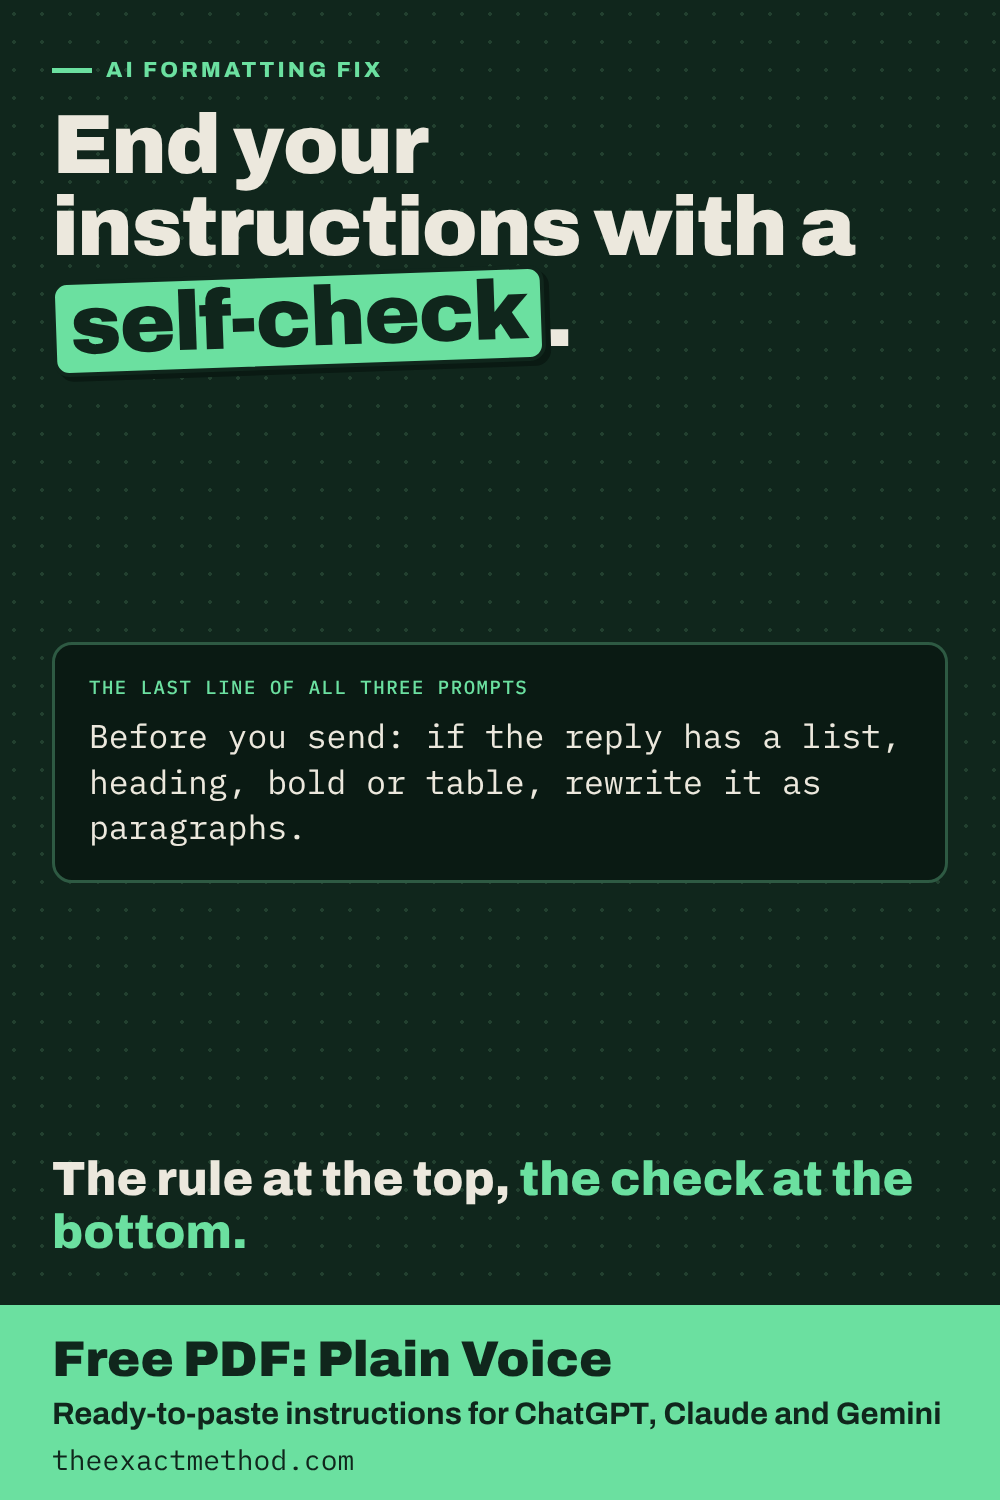 AI FORMATTING FIX
End your
instructions with a
self-check.
THE LAST LINE OF ALL THREE PROMPTS
Before you send: if the reply has a list,
heading, bold or table, rewrite it as
paragraphs.
The rule at the top, the check at the
bottom.
Free PDF: Plain Voice
Ready-to-paste instructions for ChatGPT, Claude and Gemini
theexactmethod.com